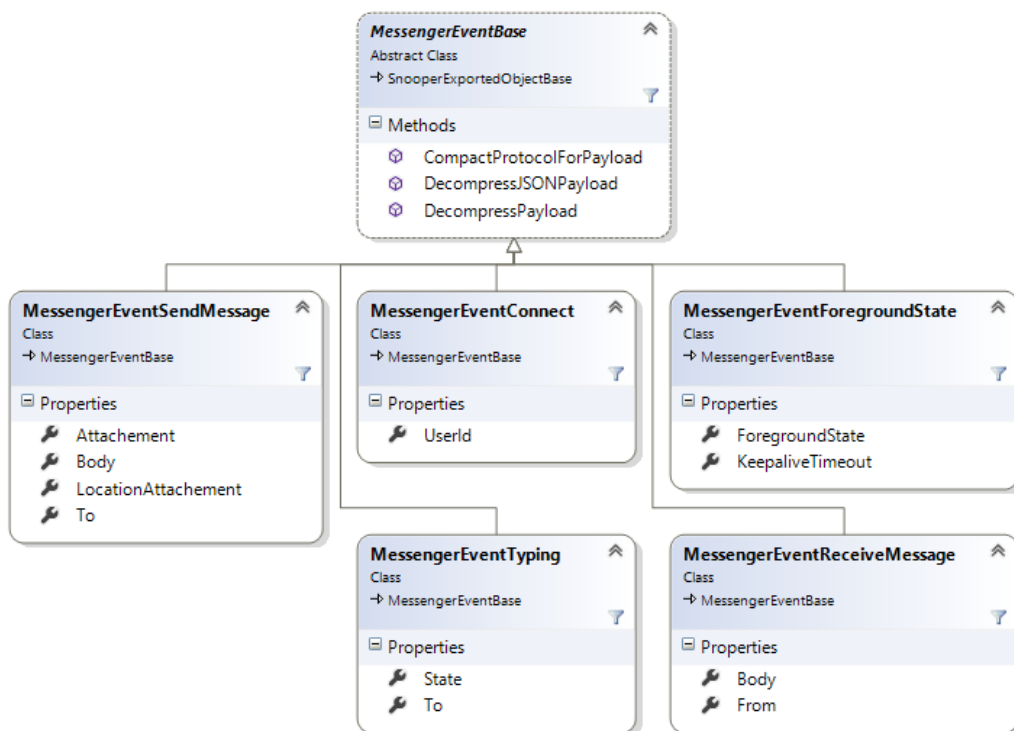 MessengerEventBase
Abstract Class
SnooperExportedObjectBase
Methods
CompactProtocolForPayload
DecompressJSONPayload
DecompressPayload
MessengerEventSendMessage
Class
MessengerEventBase
Properties
Attachement
Body
LocationAttachement
To
MessengerEventConnect
Class
MessengerEventBase
Properties
UserId
MessengerEventForegroundState
Class
MessengerEventBase
Properties
ForegroundState
KeepaliveTimeout
MessengerEventTyping
Class
MessengerEventBase
Properties
State
To
MessengerEventReceiveMessage
Class
MessengerEventBase
Properties
Body
From